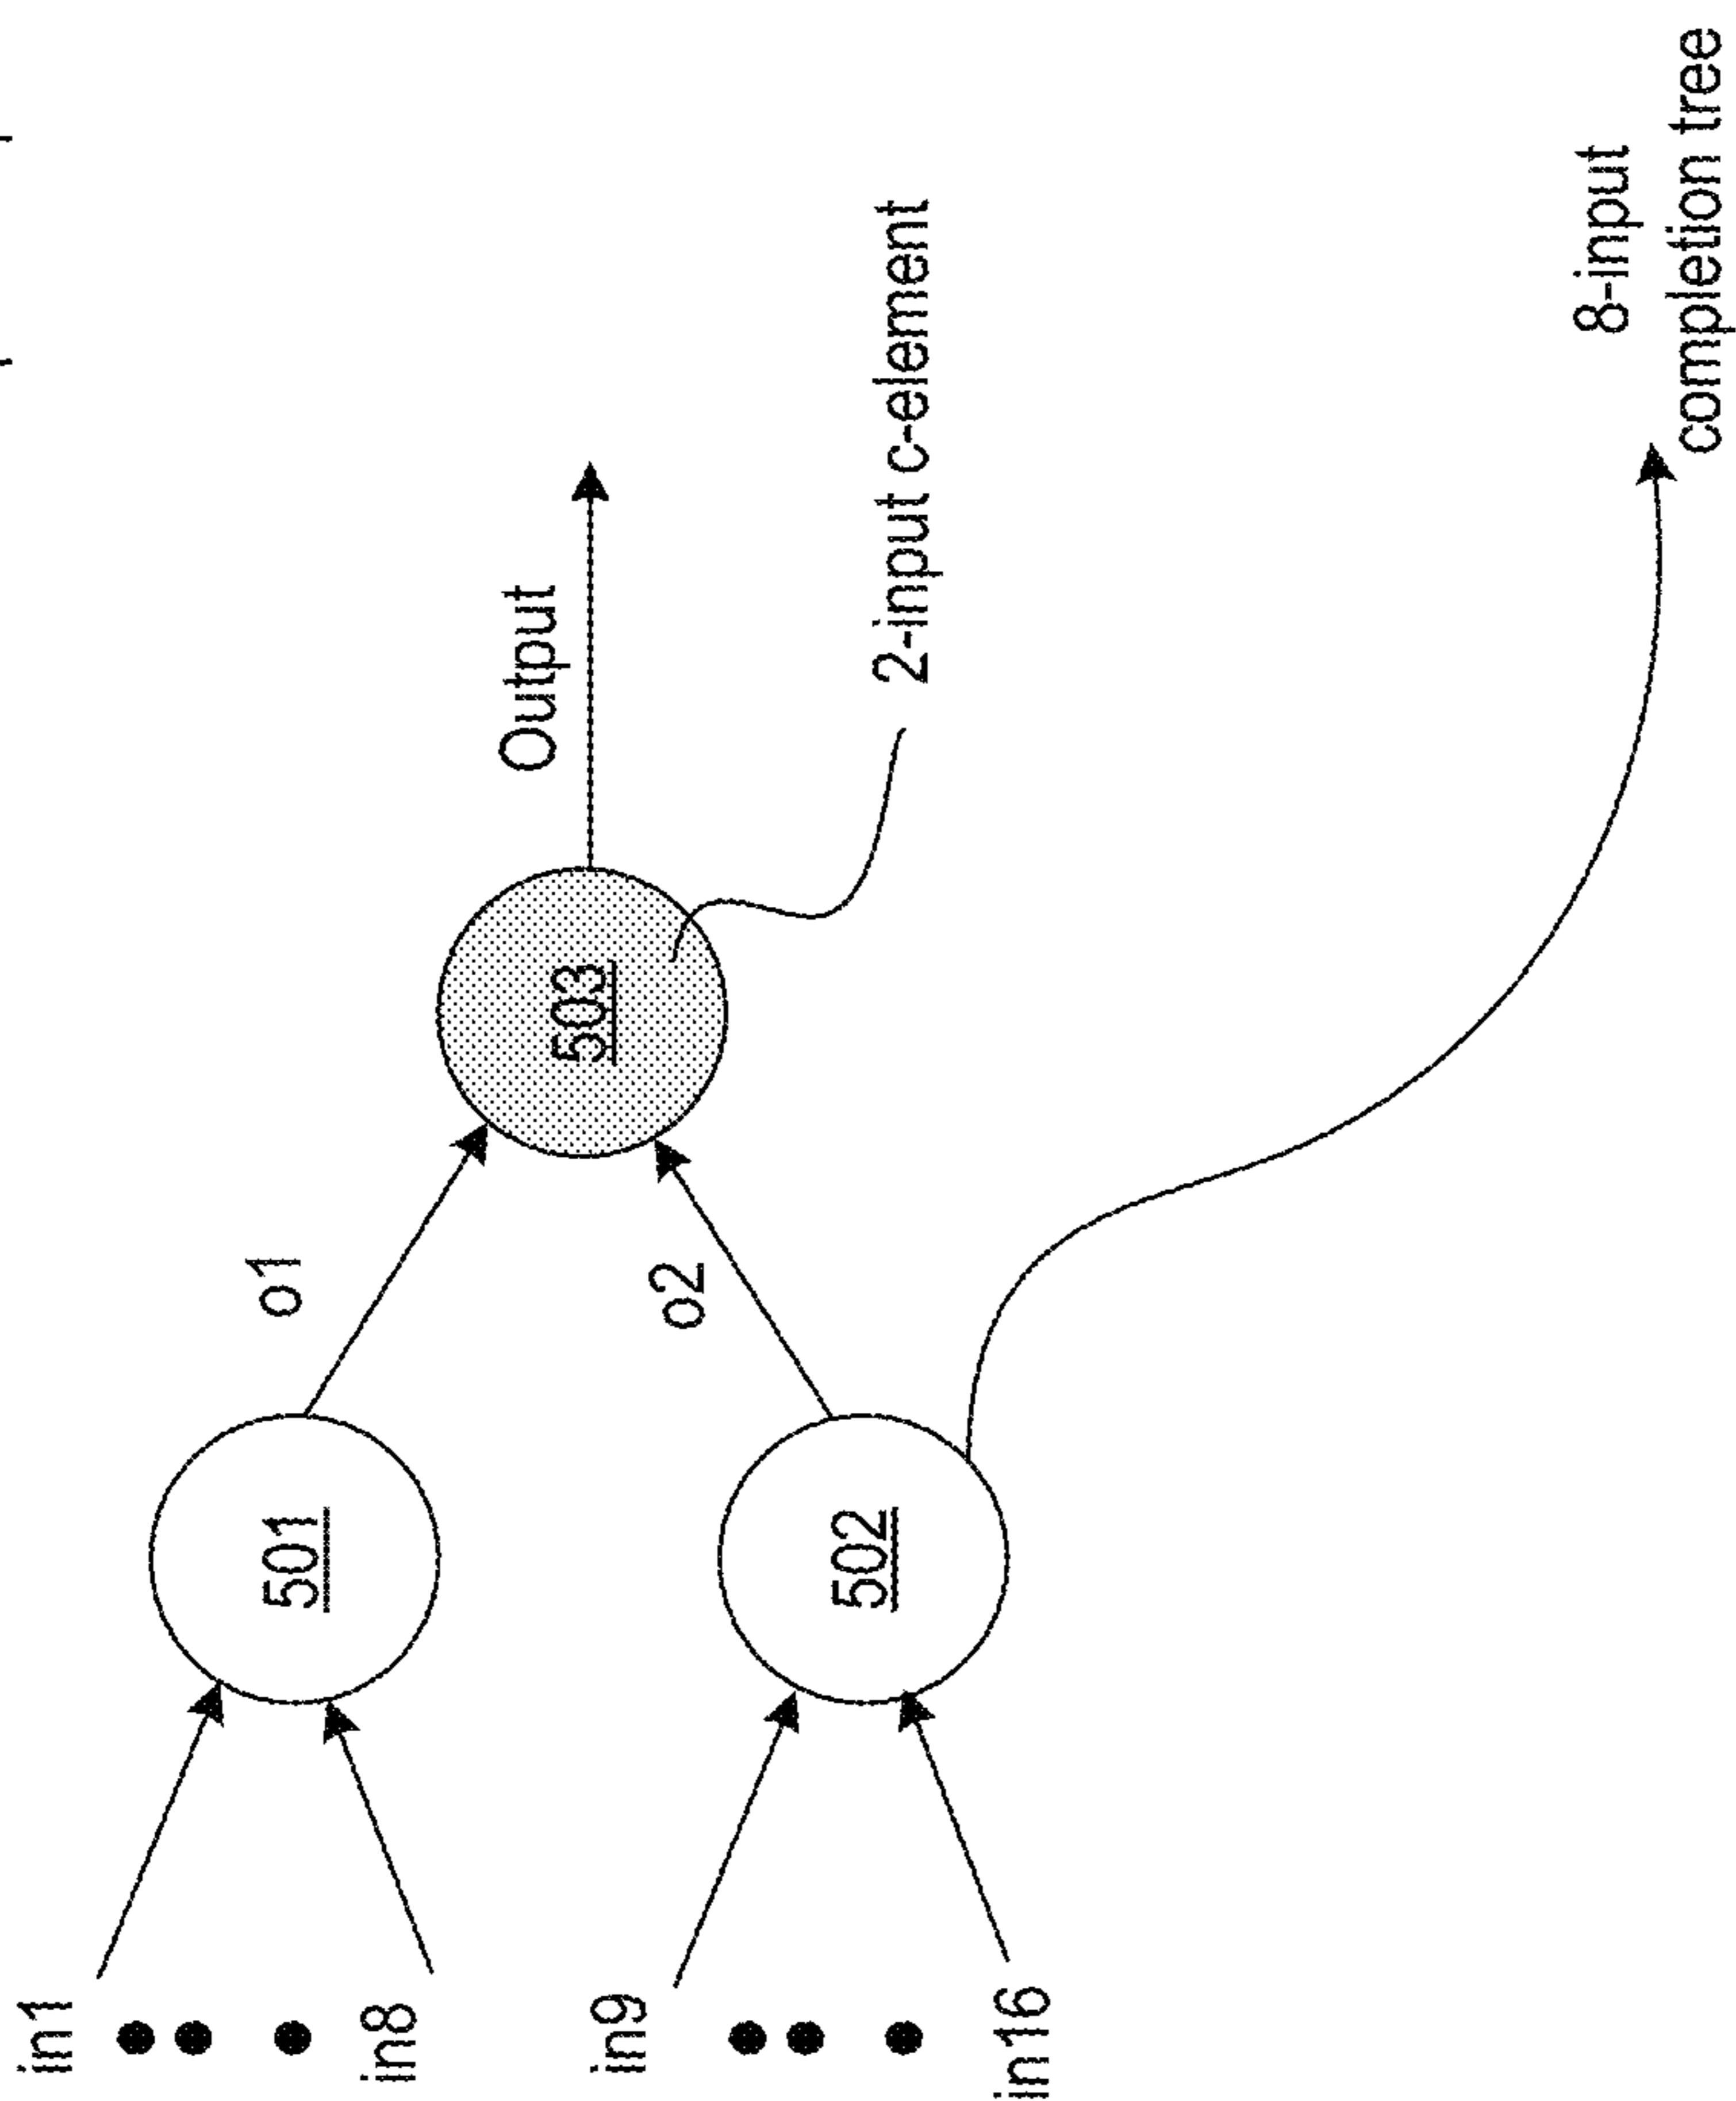 in1
in8
in9
in16
501
502
o1
o2
503
Output
2-input c-element
8-input
completion tree